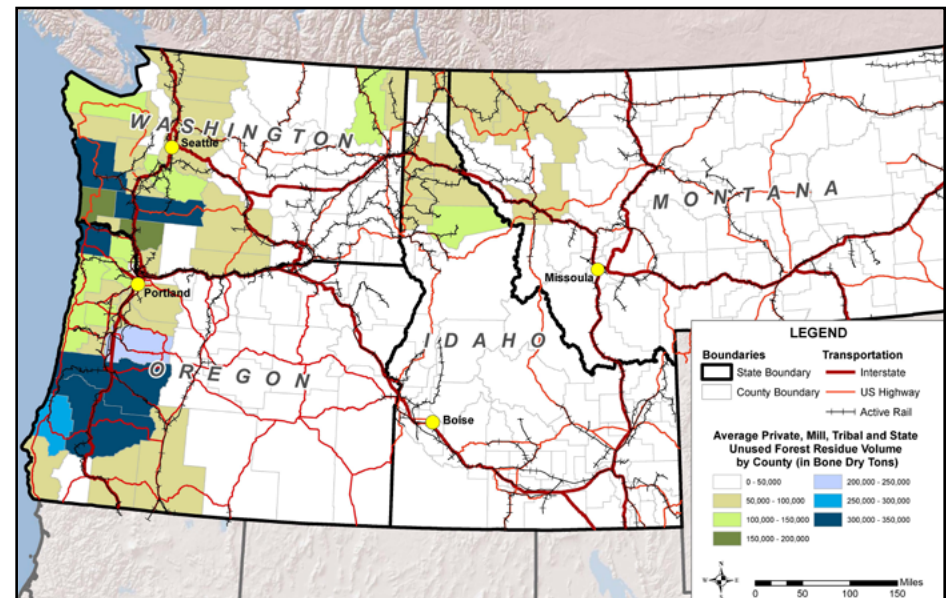 WASHINGTON
Seattle
MONTANA
Missoula
Portland
IDAHO
OREGON
Boise
LEGEND
Boundaries Transportation
State Boundary Interstate
County Boundary US Highway
Active Rail
Average Private, Mill, Tribal and State
Unused Forest Residue Volume
by County (in Bone Dry Tons)
0 - 50,000 200,000 - 250,000
50,000 - 100,000 250,000 - 300,000
100,000 - 150,000 300,000 - 350,000
150,000 - 200,000
N
W E
S
Miles
0 50 100 150